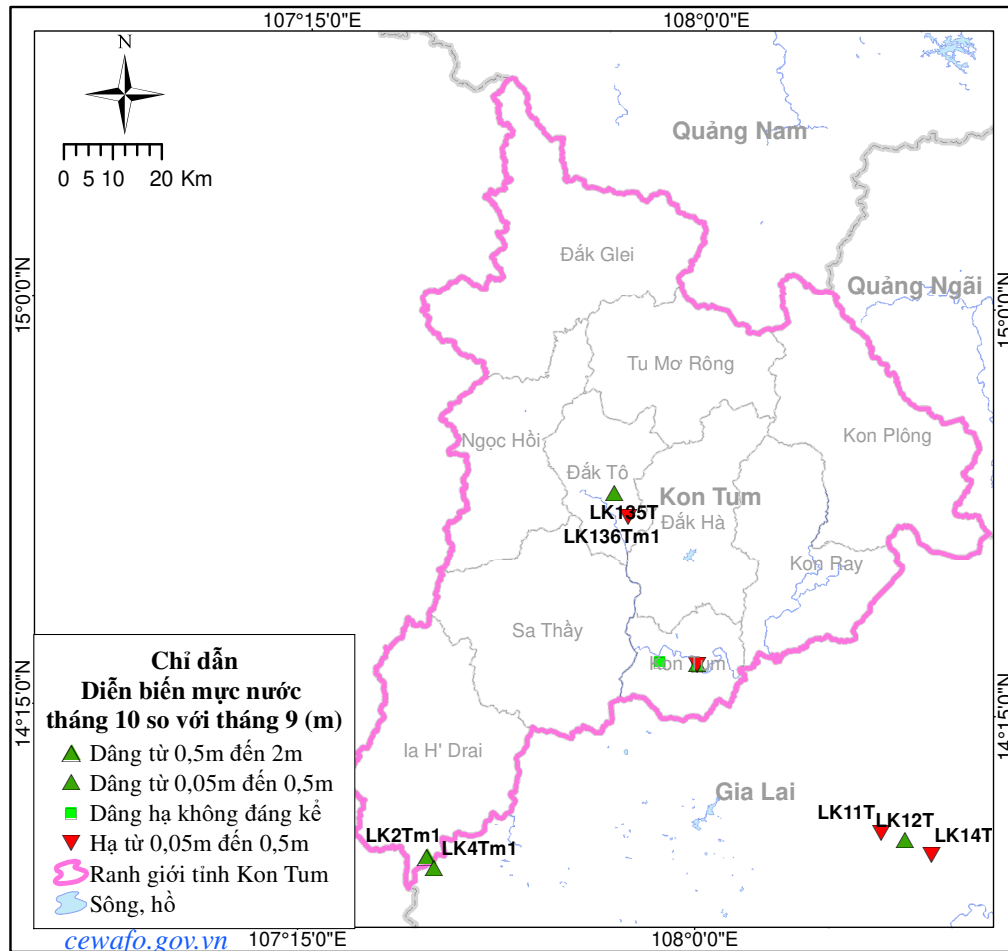 107°15'0"E
108°0'0"E
N
0 5 10 20 Km
Quảng Nam
Đắk Glei
15°0'0"N
Quảng Ngãi
15°0'0"N
Tu Mơ Rông
Ngọc Hồi
Kon Plông
Đắk Tô
Kon Tum
LK135T
Đắk Hà
LK136Tm1
Kon Ray
Sa Thầy
Kon Tum
Chỉ dẫn
Diễn biến mực nước
tháng 10 so với tháng 9 (m)
Dâng từ 0,5m đến 2m
Dâng từ 0,05m đến 0,5m
Dâng hạ không đáng kể
Hạ từ 0,05m đến 0,5m
Ranh giới tỉnh Kon Tum
Sông, hồ
cewafo.gov.vn
14°15'0"N
14°15'0"N
Ia H' Drai
Gia Lai
LK11T
LK12T
LK14T
LK2Tm1
LK4Tm1
107°15'0"E
108°0'0"E